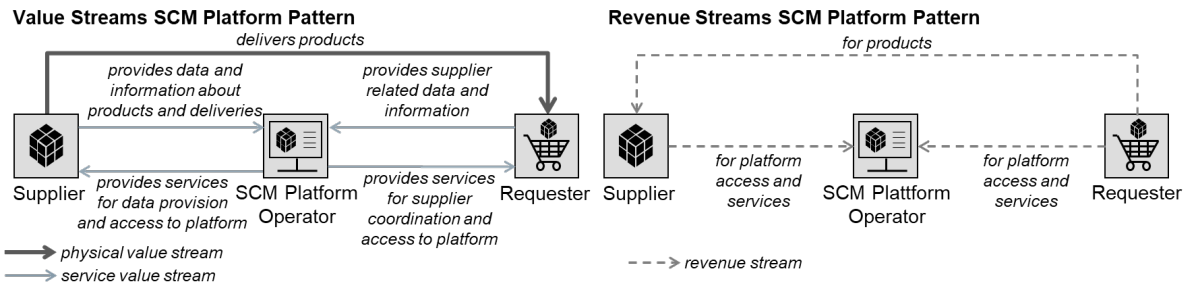 Value Streams SCM Platform Pattern
delivers products
provides data and
information about
products and deliveries
provides supplier
related data and
information
Supplier
SCM Platform
Operator
Requester
provides services
for data provision
and access to platform
provides services
for supplier
coordination and
access to platform
physical value stream
service value stream
Revenue Streams SCM Platform Pattern
for products
Supplier
for platform
access and
services
SCM Plattform
Operator
for platform
access and
services
Requester
revenue stream